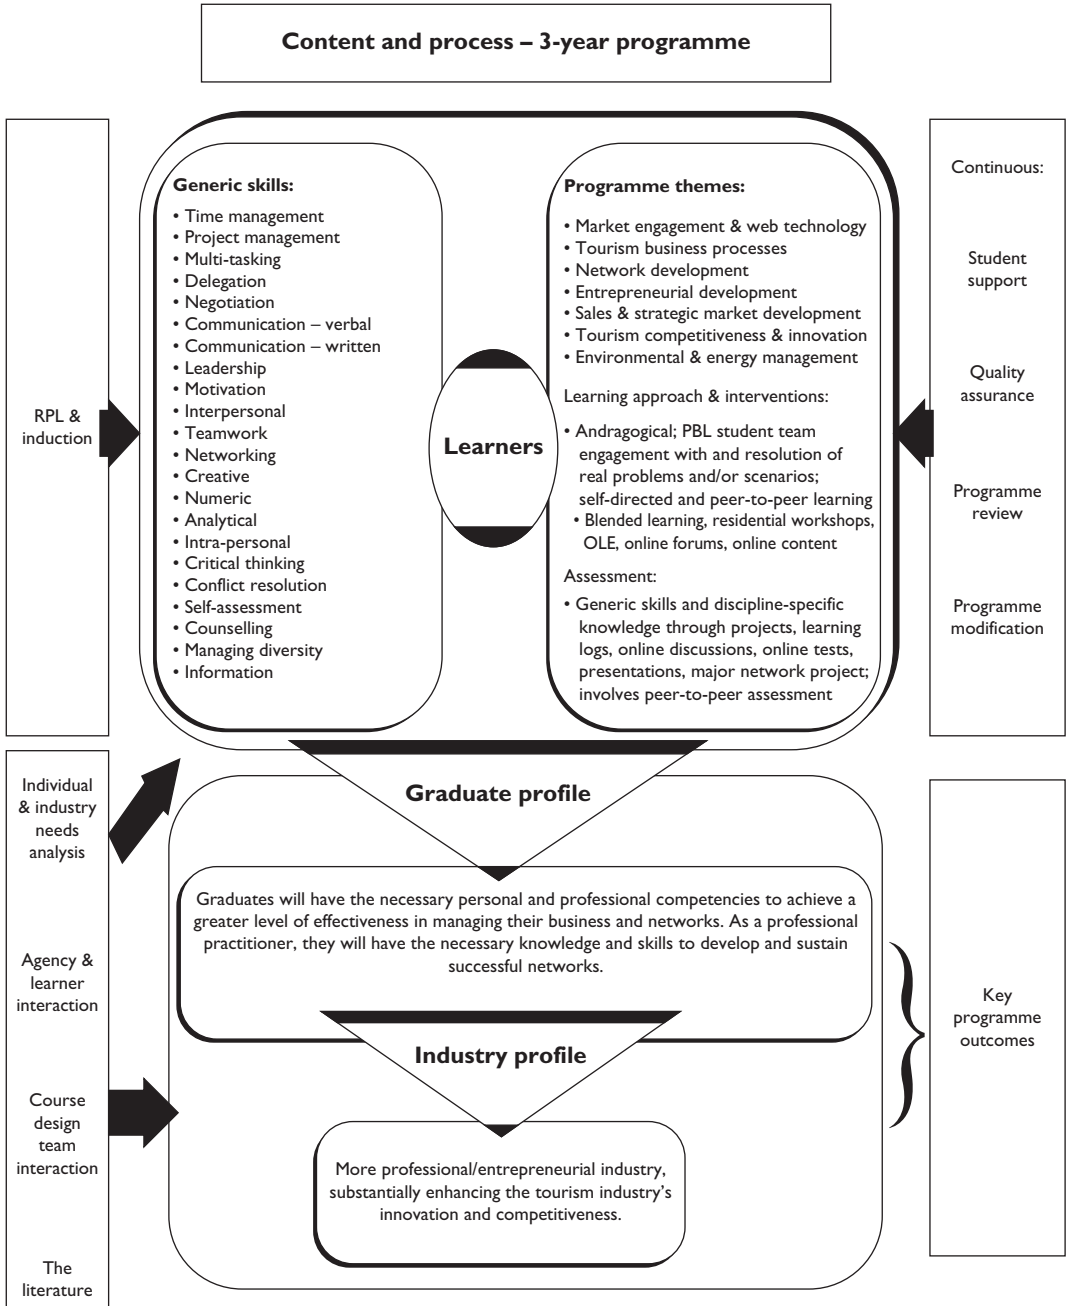 Content and process – 3-year programme
RPL &
induction
Generic skills:
• Time management
• Project management
• Multi-tasking
• Delegation
• Negotiation
• Communication – verbal
• Communication – written
• Leadership
• Motivation
• Interpersonal
• Teamwork
• Networking
• Creative
• Numeric
• Analytical
• Intra-personal
• Critical thinking
• Conflict resolution
• Self-assessment
• Counselling
• Managing diversity
• Information
Learners
Programme themes:
• Market engagement & web technology
• Tourism business processes
• Network development
• Entrepreneurial development
• Sales & strategic market development
• Tourism competitiveness & innovation
• Environmental & energy management
Learning approach & interventions:
• Andragogical; PBL student team
engagement with and resolution of
real problems and/or scenarios;
self-directed and peer-to-peer learning
• Blended learning, residential workshops,
OLE, online forums, online content
Assessment:
• Generic skills and discipline-specific
knowledge through projects, learning
logs, online discussions, online tests,
presentations, major network project;
involves peer-to-peer assessment
Continuous:
Student
support
Quality
assurance
Programme
review
Programme
modification
Individual
& industry
needs
analysis
Agency &
learner
interaction
Course
design
team
interaction
The
literature
Graduate profile
Graduates will have the necessary personal and professional competencies to achieve a
greater level of effectiveness in managing their business and networks. As a professional
practitioner, they will have the necessary knowledge and skills to develop and sustain
successful networks.
Industry profile
More professional/entrepreneurial industry,
substantially enhancing the tourism industry's
innovation and competitiveness.
Key
programme
outcomes